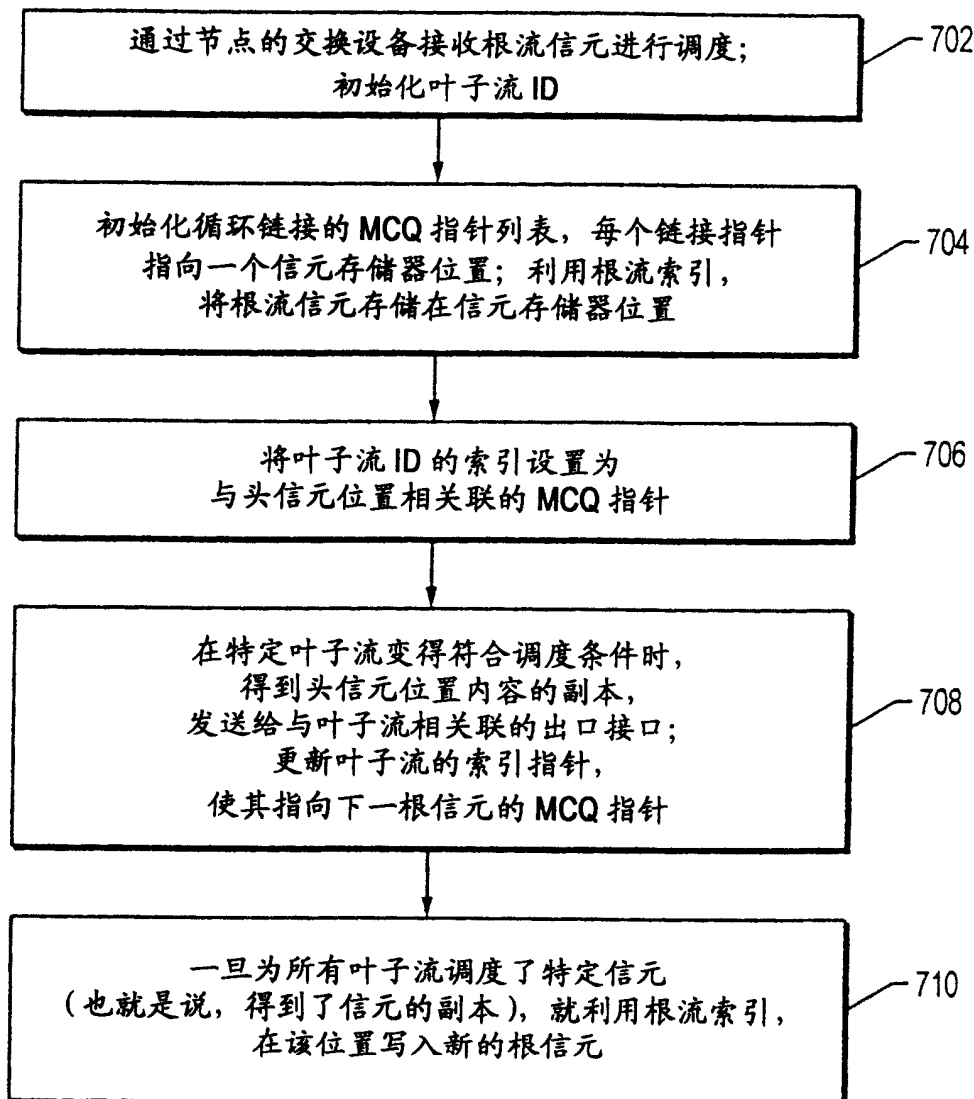 通过节点的交换设备接收根流信元进行调度；
初始化叶子流 ID
702
初始化循环链接的 MCQ 指针列表，每个链接指针
指向一个信元存储器位置；利用根流索引，
将根流信元存储在信元存储器位置
704
将叶子流 ID 的索引设置为
与头信元位置相关联的 MCQ 指针
706
在特定叶子流变得符合调度条件时，
得到头信元位置内容的副本，
发送给与叶子流相关联的出口接口；
更新叶子流的索引指针，
使其指向下一根信元的 MCQ 指针
708
一旦为所有叶子流调度了特定信元
（也就是说，得到了信元的副本），就利用根流索引，
在该位置写入新的根信元
710